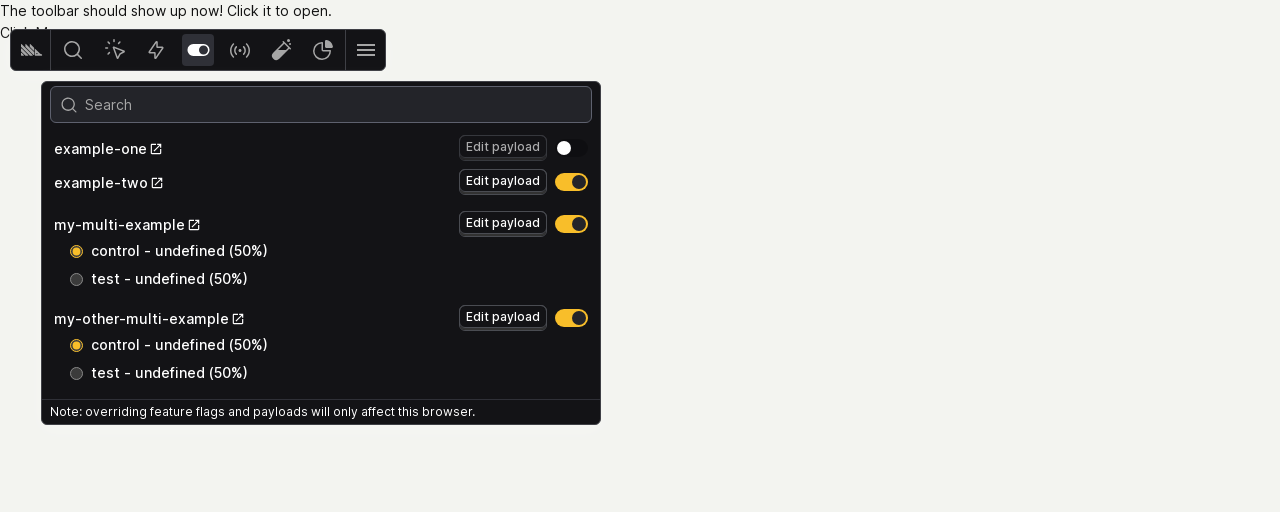 The toolbar should show up now! Click it to open.
Search
example-one
Edit payload
example-two
Edit payload
my-multi-example
Edit payload
control - undefined (50%)
test - undefined (50%)
my-other-multi-example
Edit payload
control - undefined (50%)
test - undefined (50%)
Note: overriding feature flags and payloads will only affect this browser.